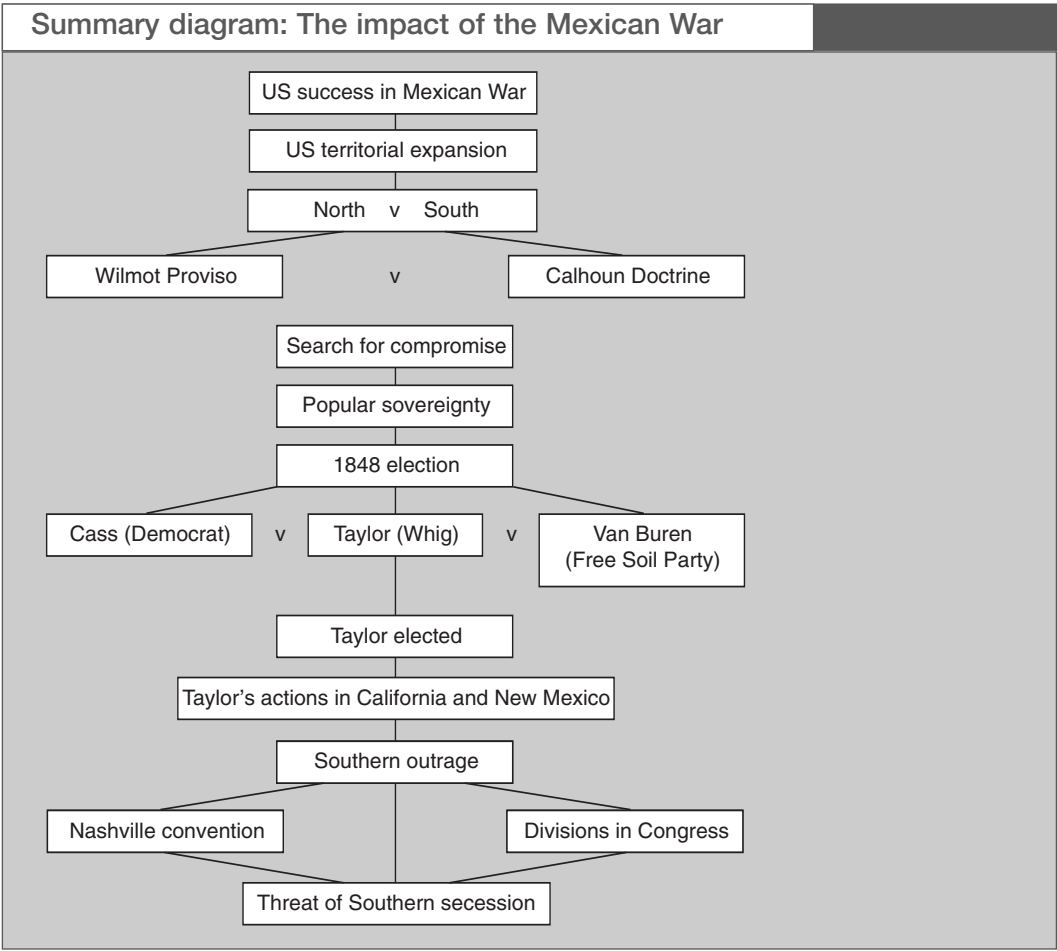 Summary diagram: The impact of the Mexican War
US success in Mexican War
US territorial expansion
North v South
Wilmot Proviso v Calhoun Doctrine
Search for compromise
Popular sovereignty
1848 election
Cass (Democrat) v Taylor (Whig) v Van Buren
(Free Soil Party)
Taylor elected
Taylor's actions in California and New Mexico
Southern outrage
Nashville convention Divisions in Congress
Threat of Southern secession